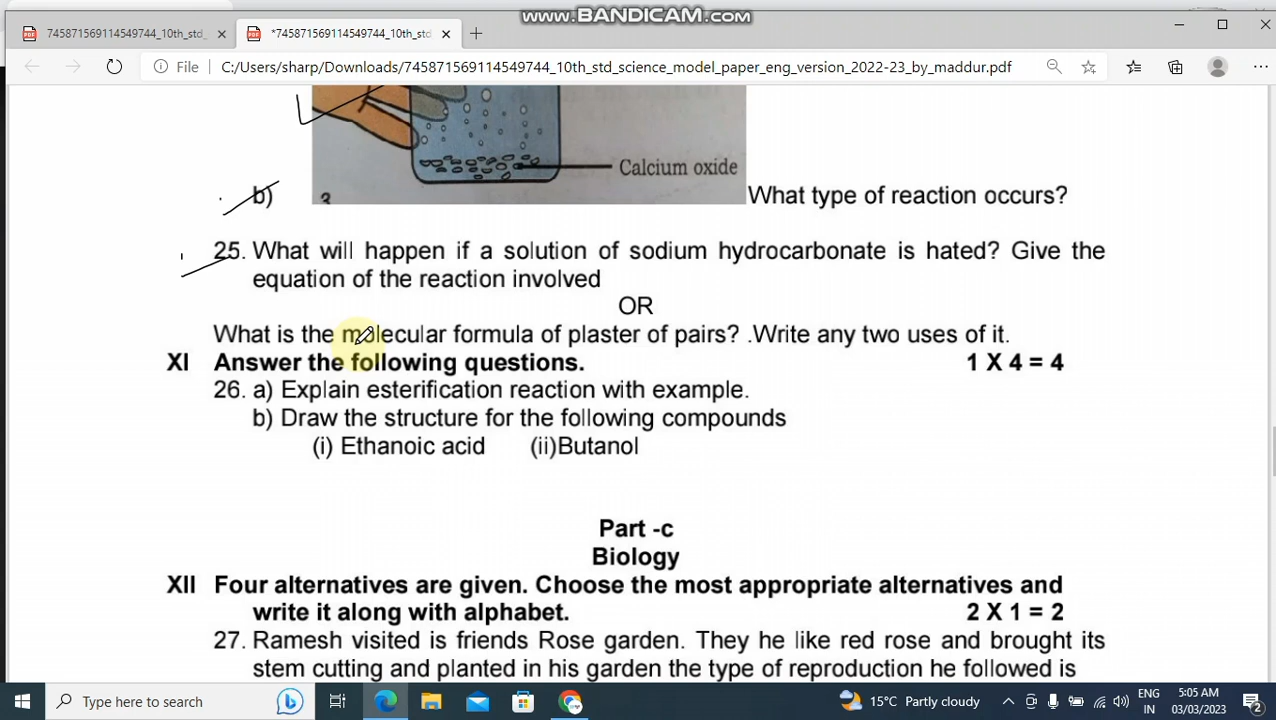 www.BANDICAM.com
745871569114549744_10th_std_
*745871569114549744_10th_std
File
C:/Users/sharp/Downloads/745871569114549744_10th_std_science_model_paper_eng_version_2022-23_by_maddur.pdf
Calcium oxide
b)
What type of reaction occurs?
25. What will happen if a solution of sodium hydrocarbonate is hated? Give the
equation of the reaction involved
OR
What is the molecular formula of plaster of pairs? .Write any two uses of it.
XI Answer the following questions. 1 X 4 = 4
26. a) Explain esterification reaction with example.
b) Draw the structure for the following compounds
(i) Ethanoic acid (ii)Butanol
Part -c
Biology
XII Four alternatives are given. Choose the most appropriate alternatives and
write it along with alphabet. 2 X 1 = 2
27. Ramesh visited is friends Rose garden. They he like red rose and brought its
stem cutting and planted in his garden the type of reproduction he followed is
Type here to search
15°C Partly cloudy
ENG
IN
5:05 AM
03/03/2023
2